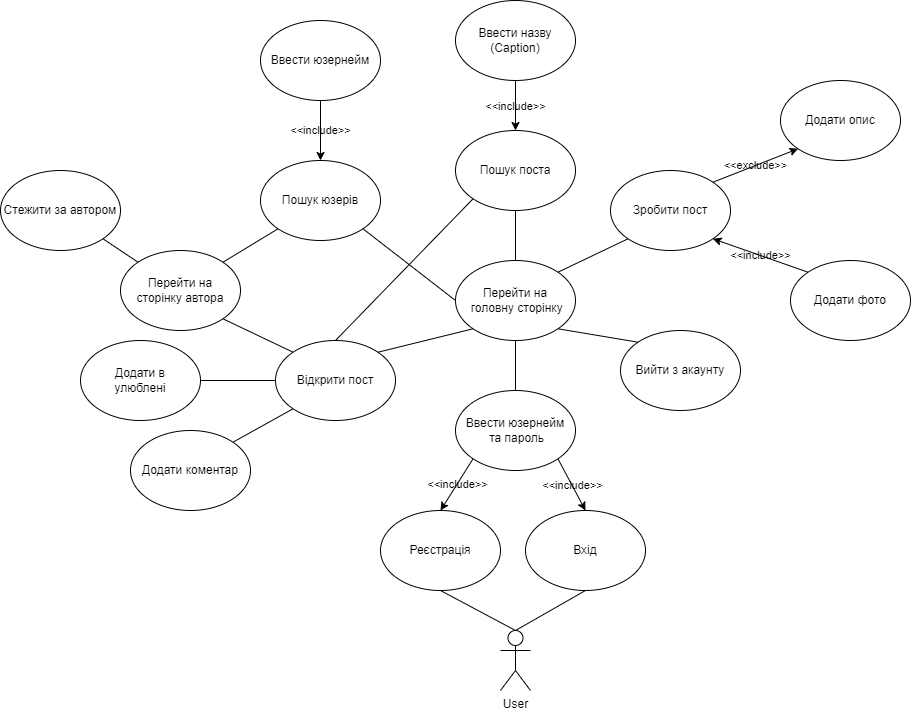 Ввести назву
(Caption)
Ввести юзернейм
<<include>>
<<include>>
Додати опис
<<exclude>>
Пошук поста
Пошук юзерів
Стежити за автором
Зробити пост
<<include>>
Перейти на
сторінку автора
Перейти на
головну сторінку
Додати фото
Додати в
улюблені
Відкрити пост
Вийти з акаунту
Ввести юзернейм
та пароль
Додати коментар
<<include>>
<<include>>
Реєстрація
Вхід
User